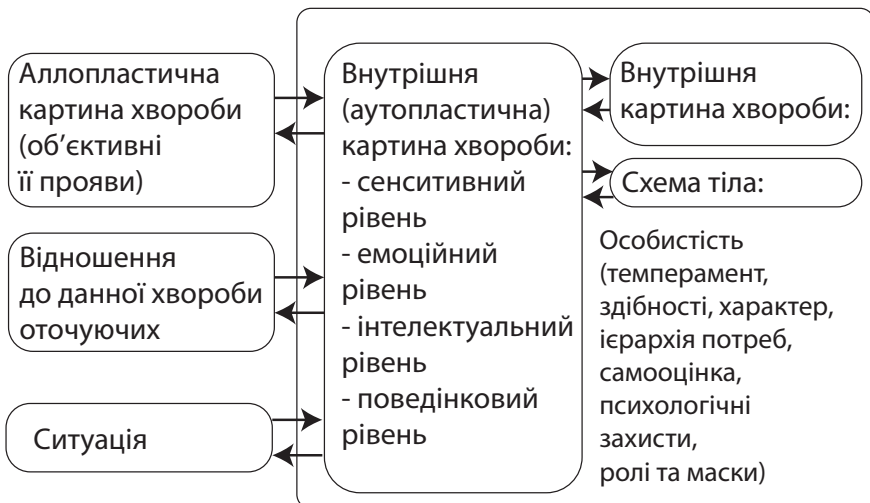 Аллопластична
картина хвороби
(об’єктивні
її прояви)
Відношення
до данної хвороби
оточуючих
Ситуація
Внутрішня
(аутопластична)
картина хвороби:
- сенситивний
рівень
- емоційний
рівень
- інтелектуальний
рівень
- поведінковий
рівень
Внутрішня
картина хвороби:
Схема тіла:
Особистість
(темперамент,
здібності, характер,
ієрархія потреб,
самооцінка,
психологічні
захисти,
ролі та маски)